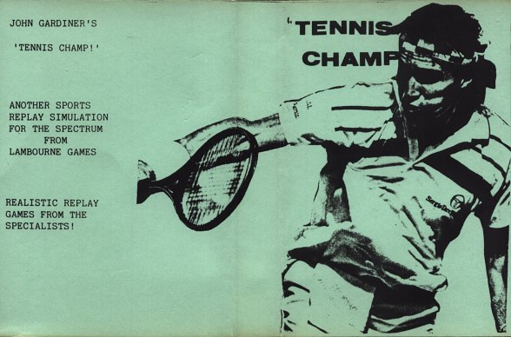 JOHN GARDINER'S
'TENNIS CHAMP!'
ANOTHER SPORTS
REPLAY SIMULATION
FOR THE SPECTRUM
FROM
LAMBOURNE GAMES
REALISTIC REPLAY
GAMES FROM THE
SPECIALISTS!
"TENNIS
CHAMP